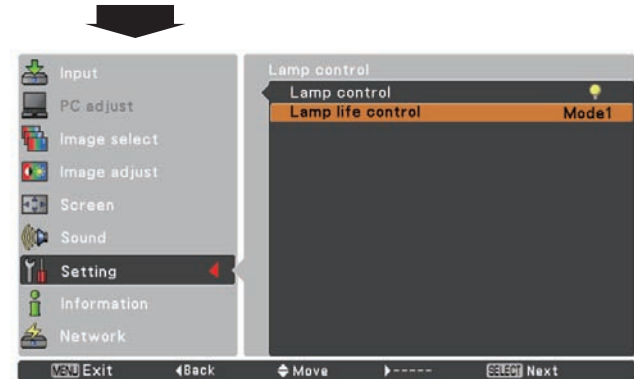 Input
PC adjust
Image select
Image adjust
Screen
Sound
Setting
Information
Network
Lamp control
Lamp control
Lamp life control Mode1
MENU Exit ◀Back Move ▶----- SELECT Next